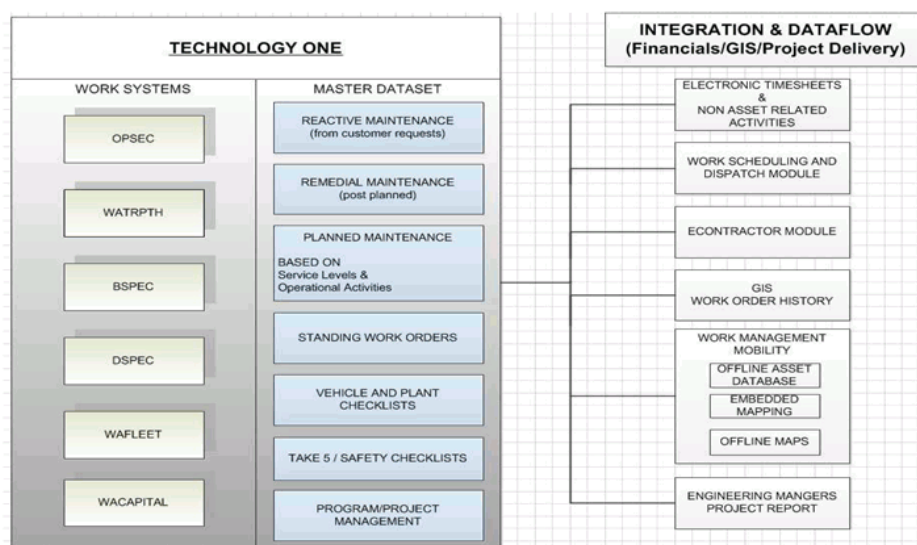 TECHNOLOGY ONE
WORK SYSTEMS
OPSEC
WATRPTH
BSPEC
DSPEC
WAFLEET
WACAPITAL
MASTER DATASET
REACTIVE MAINTENANCE
(from customer requests)
REMEDIAL MAINTENANCE
(post planned)
PLANNED MAINTENANCE
BASED ON
Service Levels &
Operational Activities
STANDING WORK ORDERS
VEHICLE AND PLANT
CHECKLISTS
TAKE 5 / SAFETY CHECKLISTS
PROGRAM/PROJECT
MANAGEMENT
INTEGRATION & DATAFLOW
(Financials/GIS/Project Delivery)
ELECTRONIC TIMESHEETS
&
NON ASSET RELATED
ACTIVITIES
WORK SCHEDULING AND
DISPATCH MODULE
ECONTRACTOR MODULE
GIS
WORK ORDER HISTORY
WORK MANAGEMENT
MOBILITY
OFFLINE ASSET
DATABASE
EMBEDDED
MAPPING
OFFLINE MAPS
ENGINEERING MANGERS
PROJECT REPORT